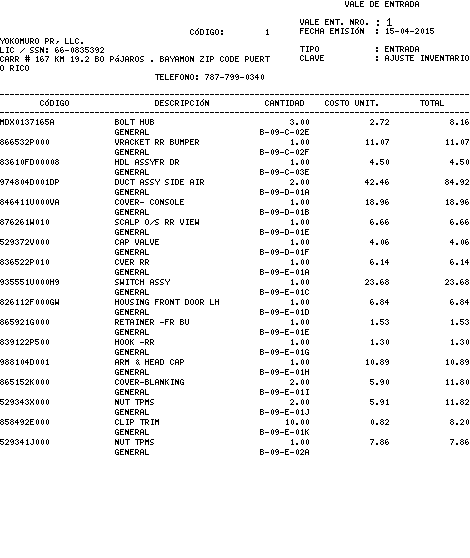 VALE DE ENTRADA
VALE ENT. NRO. : 1
CÓDIGO: 1 FECHA EMISIÓN : 15-04-2015
YOKOMURO PR, LLC.
LIC / SSN: 66-0835392 TIPO : ENTRADA
CARR # 167 KM 19.2 BO PÁJAROS . BAYAMON ZIP CODE PUERT CLAVE : AJUSTE INVENTARIO
O RICO
TELEFONO: 787-799-0340
CÓDIGO DESCRIPCIÓN CANTIDAD COSTO UNIT. TOTAL
MDX0137165A BOLT HUB 3.00 2.72 8.16
GENERAL B-09-C-02E
866532P000 VRACKET RR BUMPER 1.00 11.07 11.07
GENERAL B-09-C-02F
83610FD00008 HDL ASSYFR DR 1.00 4.50 4.50
GENERAL B-09-C-03E
974804D001DP DUCT ASSY SIDE AIR 2.00 42.46 84.92
GENERAL B-09-D-01A
846411U000VA COVER- CONSOLE 1.00 18.96 18.96
GENERAL B-09-D-01B
876261W010 SCALP O/S RR VIEW 1.00 6.66 6.66
GENERAL B-09-D-01E
529372V000 CAP VALVE 1.00 4.06 4.06
GENERAL B-09-D-01F
836522P010 CVER RR 1.00 6.14 6.14
GENERAL B-09-E-01A
935551U000H9 SWITCH ASSY 1.00 23.68 23.68
GENERAL B-09-E-01C
826112F000GW HOUSING FRONT DOOR LH 1.00 6.84 6.84
GENERAL B-09-E-01D
865921G000 RETAINER -FR BU 1.00 1.53 1.53
GENERAL B-09-E-01E
839122P500 HOOK -RR 1.00 1.30 1.30
GENERAL B-09-E-01G
988104D001 ARM & HEAD CAP 1.00 10.89 10.89
GENERAL B-09-E-01H
865152K000 COVER-BLANKING 2.00 5.90 11.80
GENERAL B-09-E-01I
529343X000 NUT TPMS 2.00 5.91 11.82
GENERAL B-09-E-01J
858492E000 CLIP TRIM 10.00 0.82 8.20
GENERAL B-09-E-01K
529341J000 NUT TPMS 1.00 7.86 7.86
GENERAL B-09-E-02A